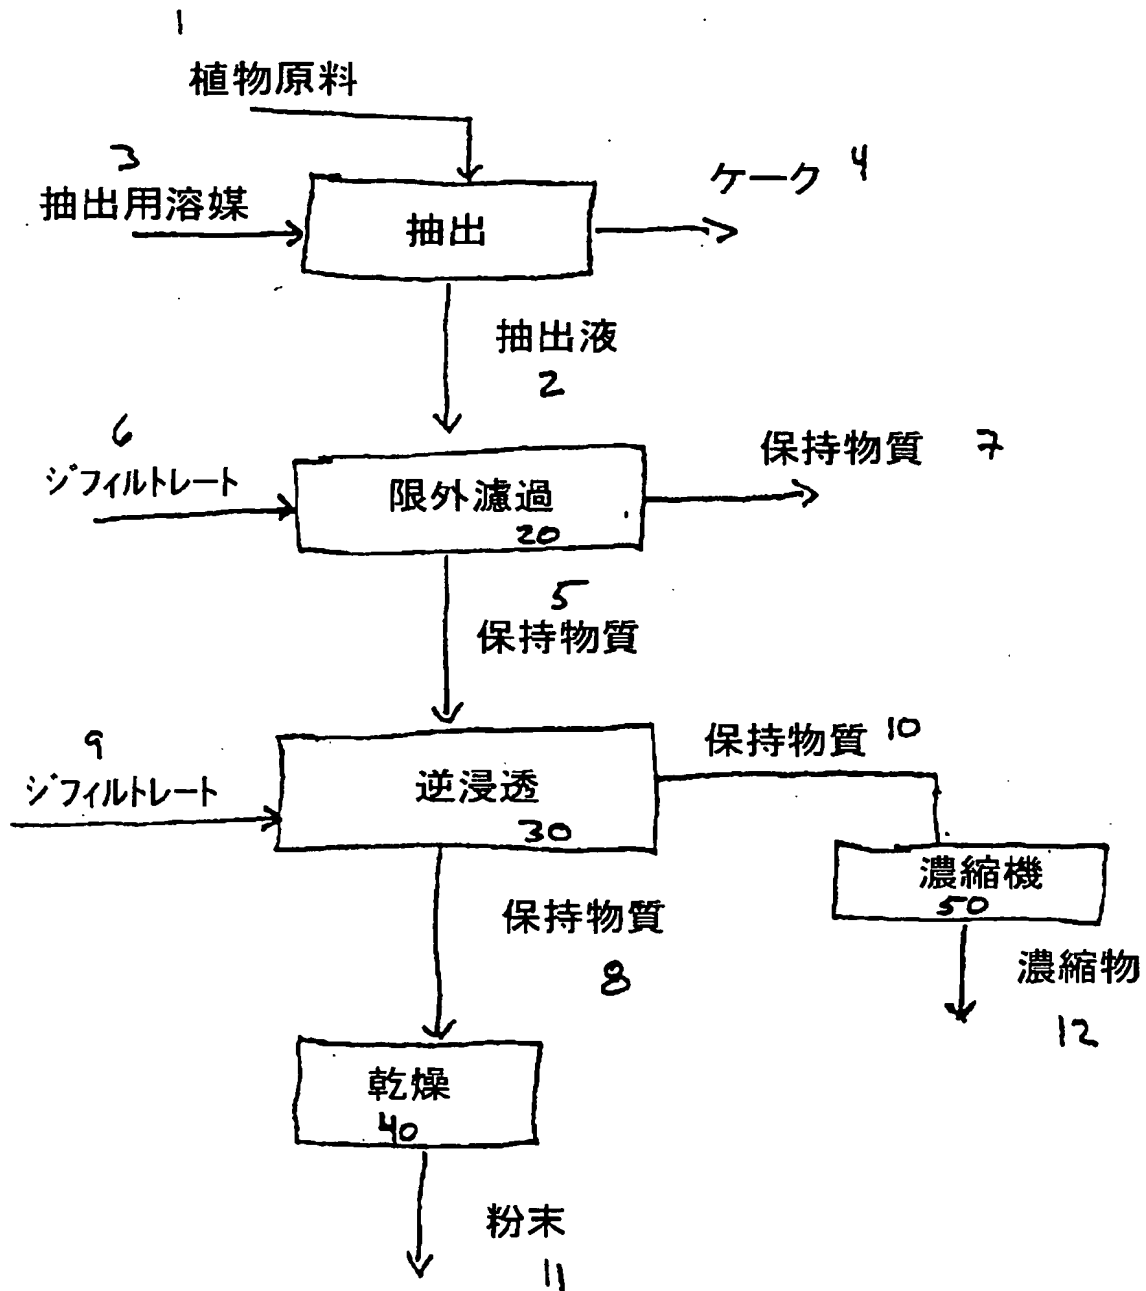 1
植物原料
3
抽出用溶媒
抽出
ケーク 4
抽出液
2
6
ジフィルトレート
限外濾過
20
保持物質 7
5
保持物質
9
ジフィルトレート
逆浸透
30
保持物質 10
濃縮機
50
保持物質
8
濃縮物
12
乾燥
40
粉末
11